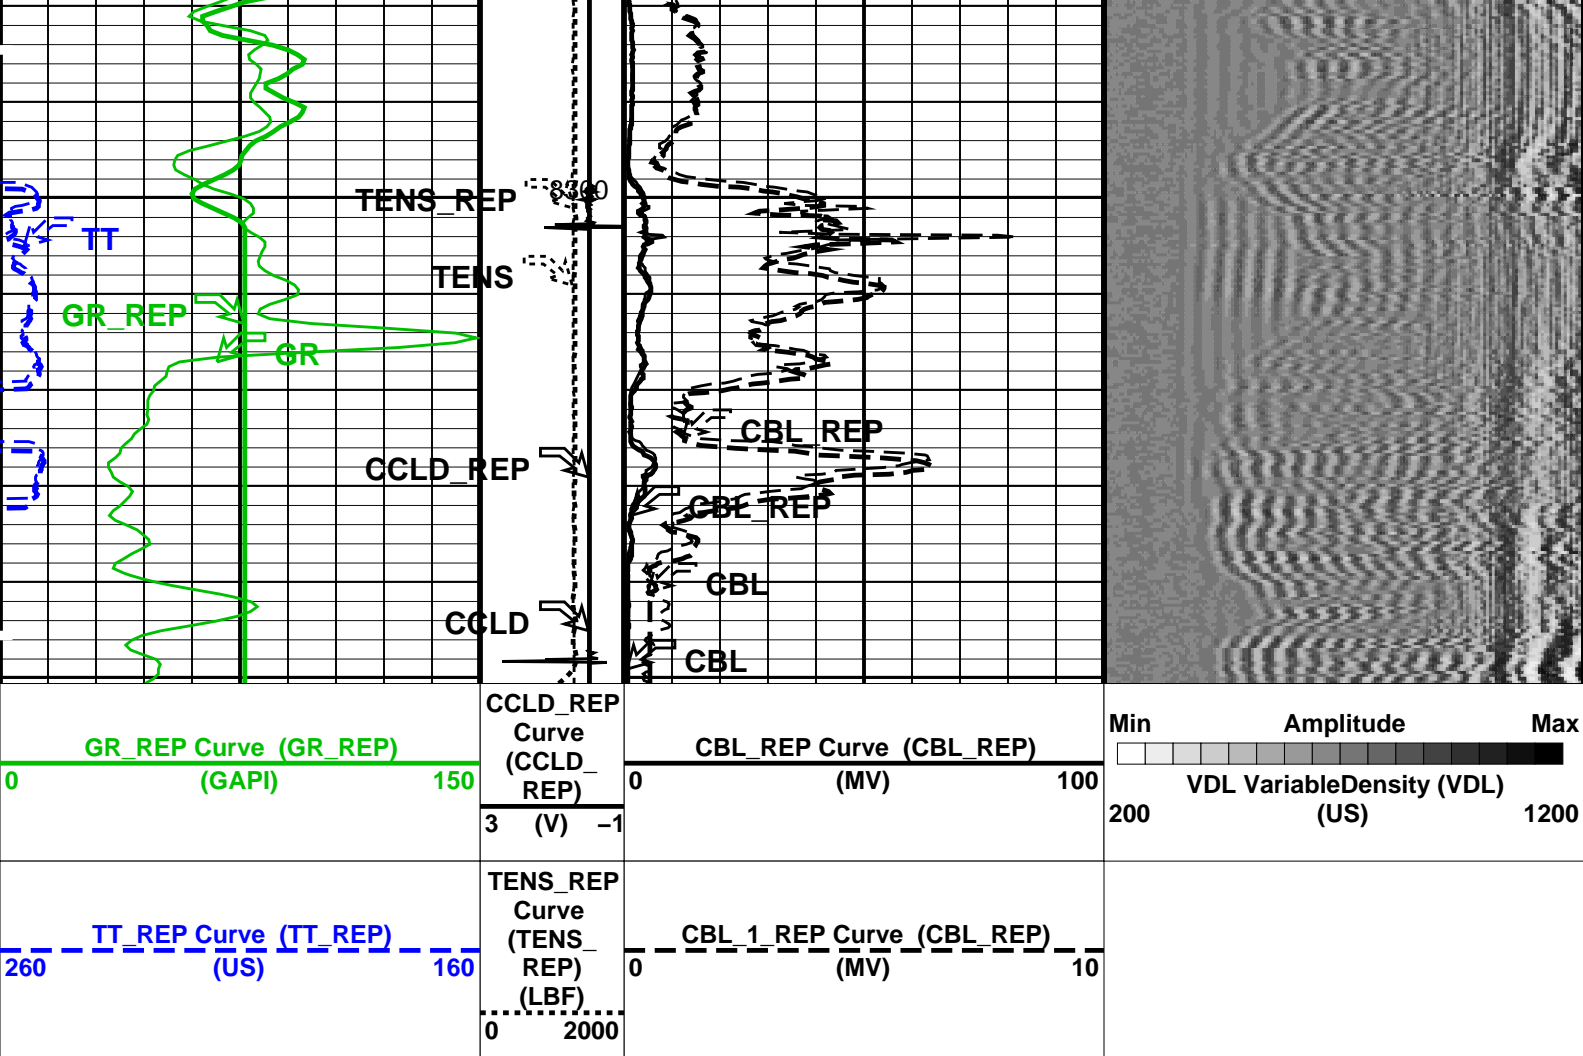 TENS_REP
8300
TT
TENS
GR_REP
GR
CBL_REP
CCLD_REP
CBL_REP
CBL
CCLD
CBL
GR_REP Curve (GR_REP)
0 (GAPI) 150
CCLD_REP
Curve
(CCLD_
REP)
3 (V) –1
CBL_REP Curve (CBL_REP)
0 (MV) 100
Min Amplitude Max
VDL VariableDensity (VDL)
200 (US) 1200
TT_REP Curve (TT_REP)
260 (US) 160
TENS_REP
Curve
(TENS_
REP)
(LBF)
0 2000
CBL_1_REP Curve (CBL_REP)
0 (MV) 10